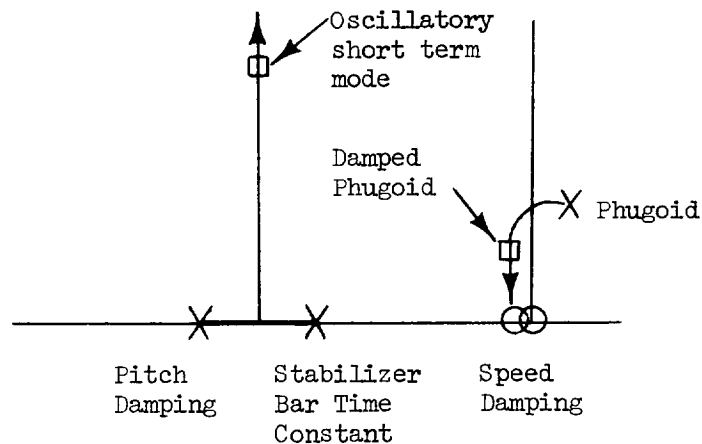 Oscillatory
short term
mode
Damped
Phugoid
Phugoid
Pitch
Damping
Stabilizer
Bar Time
Constant
Speed
Damping